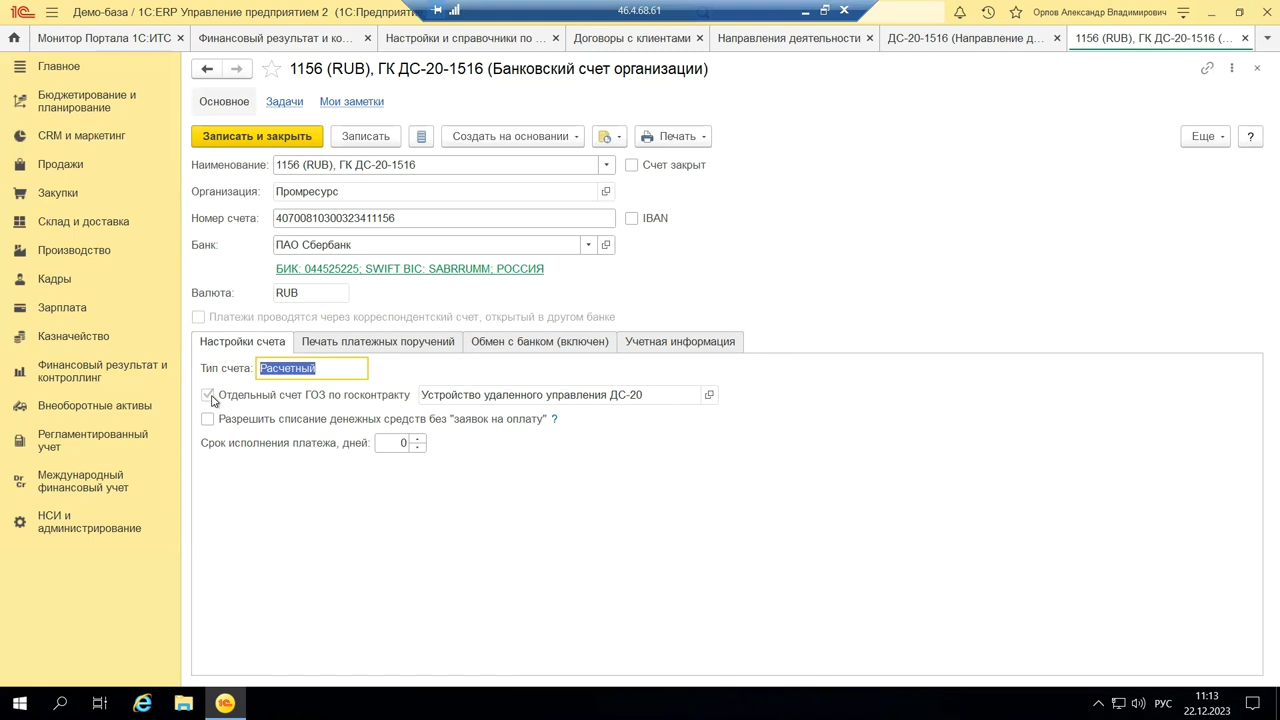 Демо-база / 1С:ERP Управление предприятием 2 (1С:Предприяти
46.4.68.61
Орлов Александр Владимирович
Монитор Портала 1С:ИТС
Финансовый результат и ко...
Настройки и справочники по ...
Договоры с клиентами
Направления деятельности
ДС-20-1516 (Направление д...
1156 (RUB), ГК ДС-20-1516 (...
Главное
Бюджетирование и
планирование
CRM и маркетинг
Продажи
Закупки
Склад и доставка
Производство
Кадры
Зарплата
Казначейство
Финансовый результат и
контроллинг
Внеоборотные активы
Регламентированный
учет
Международный
финансовый учет
НСИ и
администрирование
1156 (RUB), ГК ДС-20-1516 (Банковский счет организации)
Основное
Задачи
Мои заметки
Записать и закрыть
Записать
Создать на основании
Печать
Еще
?
Наименование: 1156 (RUB), ГК ДС-20-1516
Счет закрыт
Организация: Промресурс
Номер счета: 40700810300323411156
IBAN
Банк: ПАО Сбербанк
БИК: 044525225; SWIFT BIC: SABRRUMM; РОССИЯ
Валюта: RUB
Платежи проводятся через корреспондентский счет, открытый в другом банке
Настройки счета
Печать платежных поручений
Обмен с банком (включен)
Учетная информация
Тип счета: Расчетный
Отдельный счет ГОЗ по госконтракту Устройство удаленного управления ДС-20
Разрешить списание денежных средств без "заявок на оплату" ?
Срок исполнения платежа, дней: 0
РУС
11:13
22.12.2023